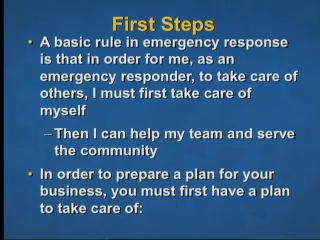 First Steps
• A basic rule in emergency response
is that in order for me, as an
emergency responder, to take care of
others, I must first take care of
myself
–Then I can help my team and serve
the community
• In order to prepare a plan for your
business, you must first have a plan
to take care of: